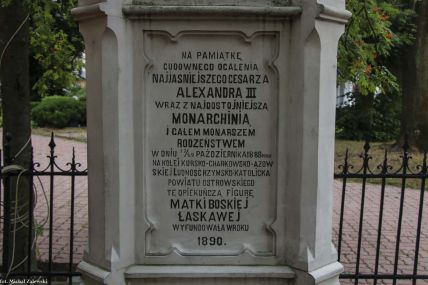 NA PAMIĄTKĘ
CUDOWNEGO OCALENIA
NAJJAŚNIEJSZEGO CESARZA
ALEXANDRA III
WRAZ Z NAJDOSTOJNIEJSZĄ
MONARCHINIĄ
I CAŁEM MONARSZEM
RODZEŃSTWEM
W DNIU 17/29 PAŹDZIERNIKA 1888 ROKU
NA KOLEI KURSKO-CHARKOWSKO-AZOW
SKIEJ LUDNOŚĆ RZYMSKO-KATOLICKA
POWIATU OSTROWSKIEGO
TĘ OPIEKUŃCZĄ FIGURĘ
MATKI BOSKIEJ
ŁASKAWEJ
WYFUNDOWAŁA W ROKU
1890.
fot. Michał Zalewski